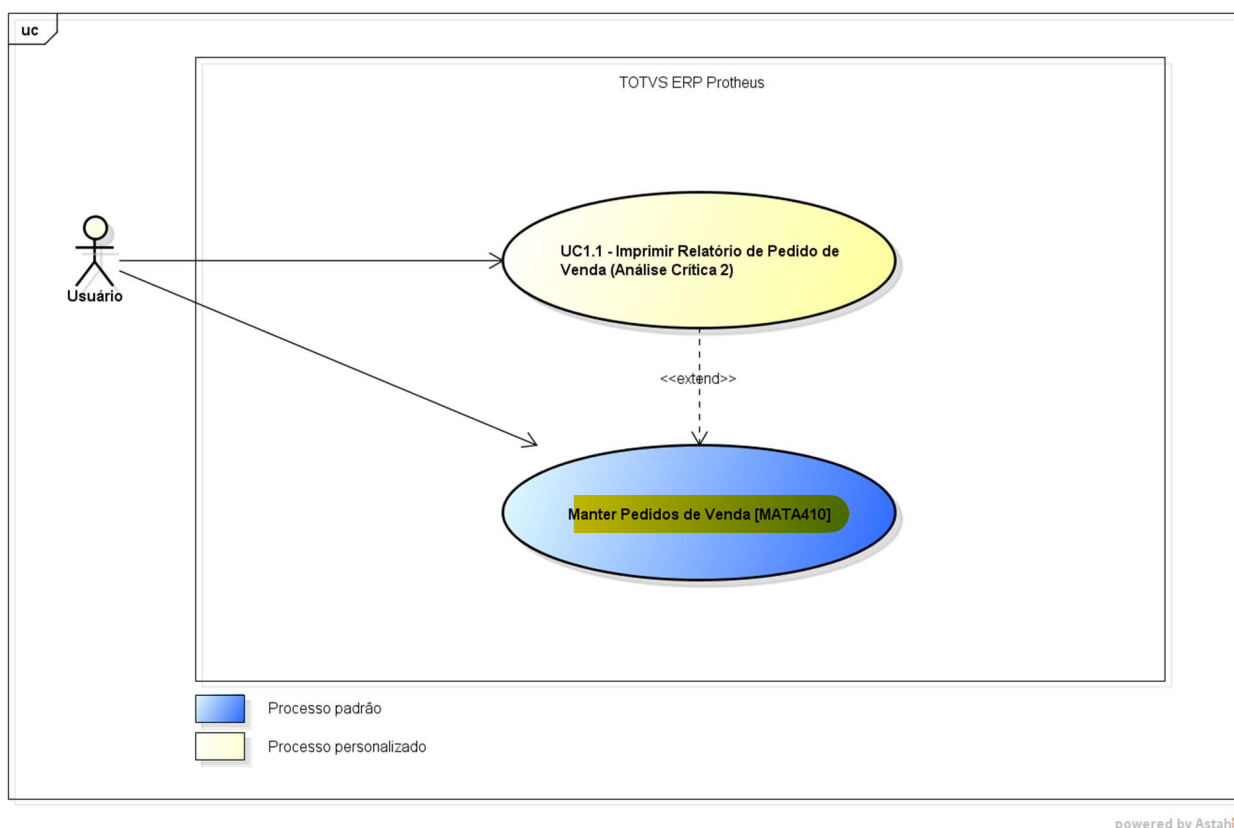 uc
TOTVS ERP Protheus
UC1.1 - Imprimir Relatório de Pedido de
Venda (Análise Crítica 2)
Usuário
<<extend>>
Manter Pedidos de Venda [MATA410]
Processo padrão
Processo personalizado
powered by Astah